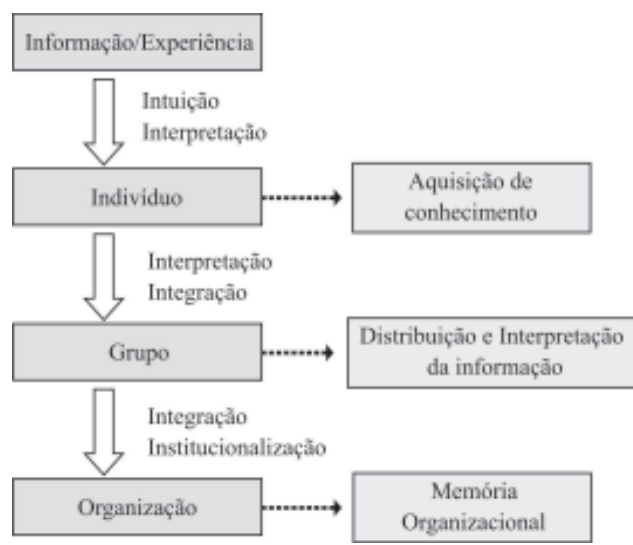 Informação/Experiência
Intuição
Interpretação
Indivíduo
Aquisição de
conhecimento
Interpretação
Integração
Grupo
Distribuição e Interpretação
da informação
Integração
Institucionalização
Organização
Memória
Organizacional